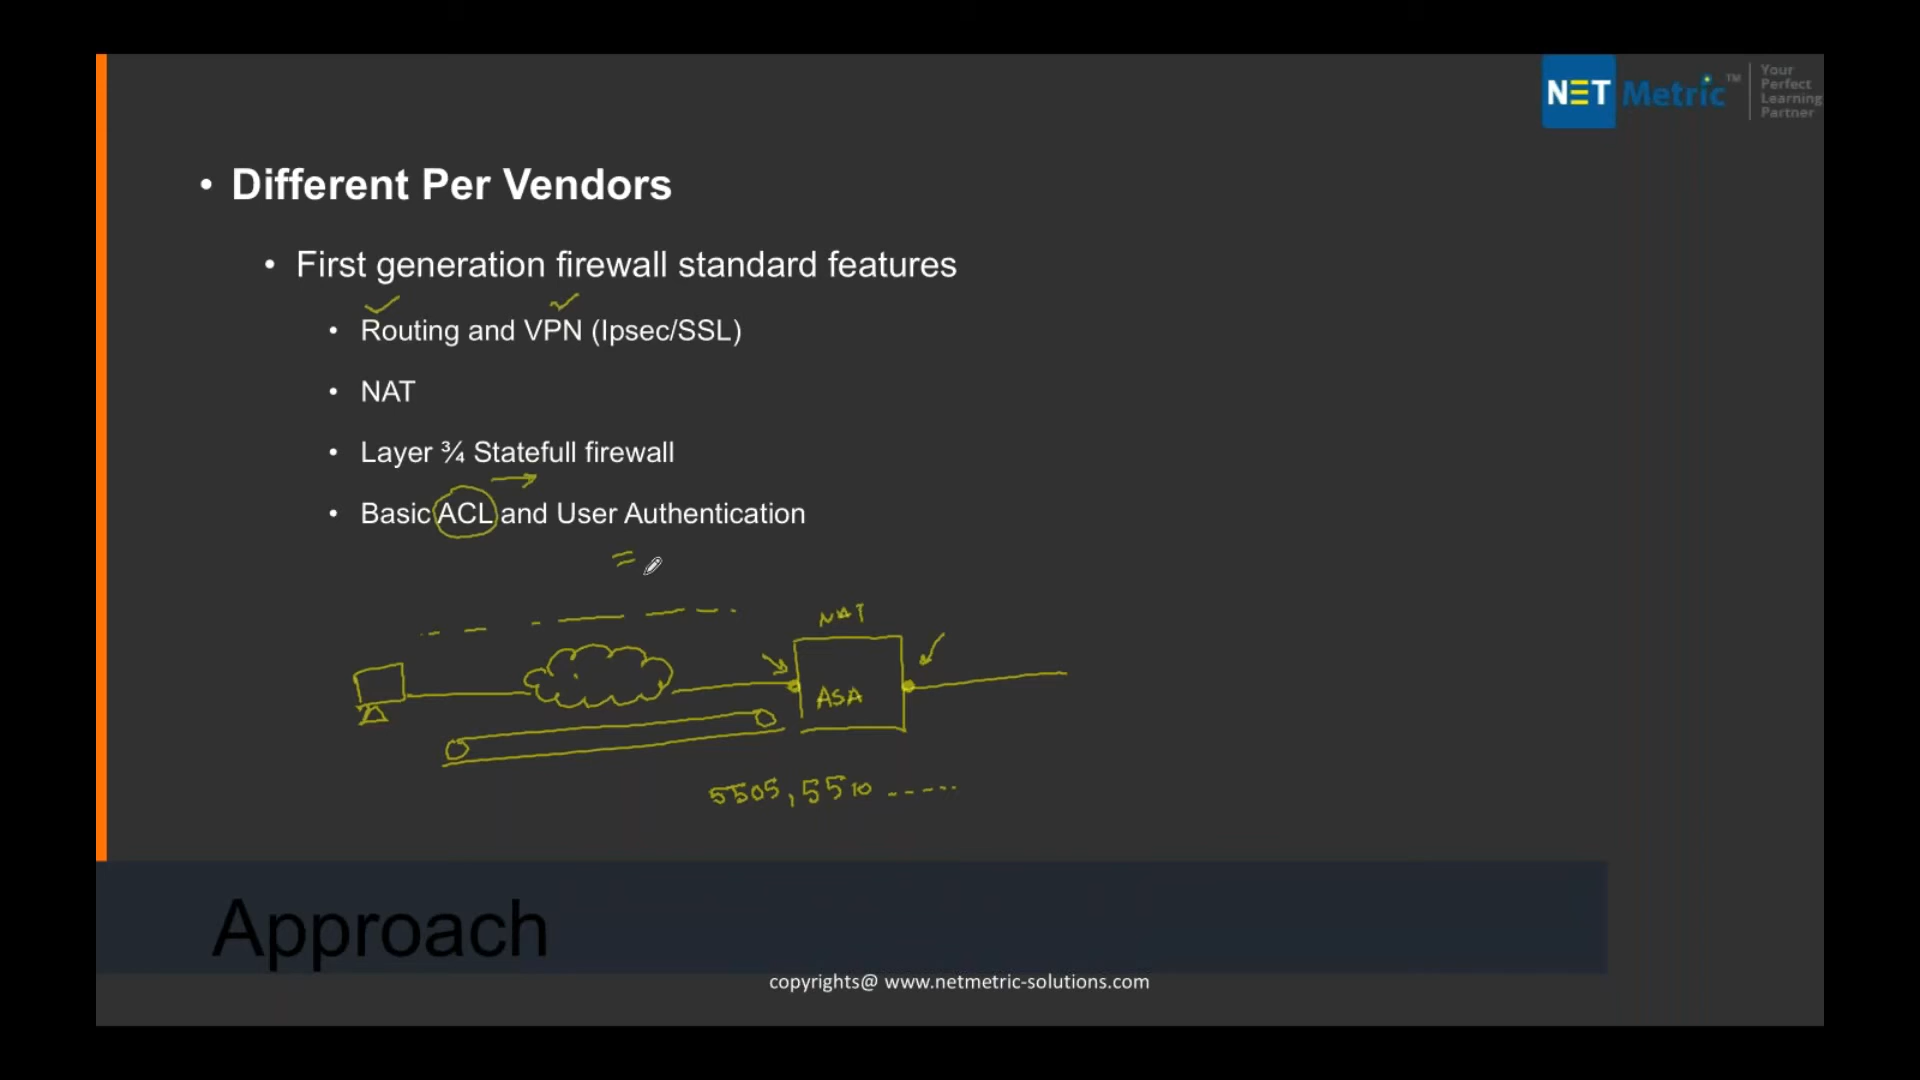 NET Metric™
Your
Perfect
Learning
Partner
• Different Per Vendors
• First generation firewall standard features
• Routing and VPN (Ipsec/SSL)
• NAT
• Layer ¾ Statefull firewall
• Basic ACL and User Authentication
NAT
ASA
5505, 5510 ......
Approach
copyrights@ www.netmetric-solutions.com